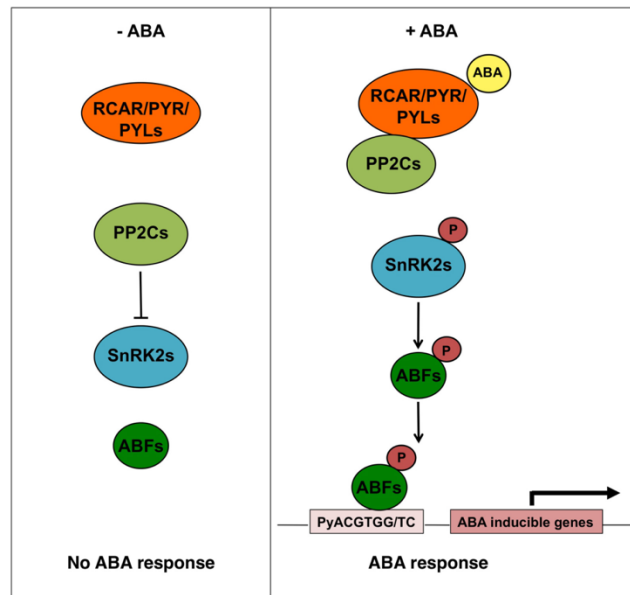 - ABA
RCAR/PYR/
PYLs
PP2Cs
SnRK2s
ABFs
No ABA response
+ ABA
ABA
RCAR/PYR/
PYLs
PP2Cs
P
SnRK2s
P
ABFs
P
ABFs
PyACGTGG/TC
ABA inducible genes
ABA response